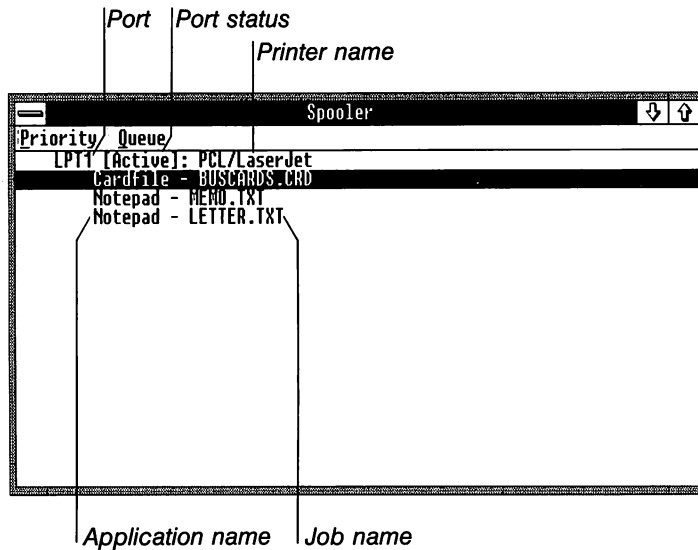 Port Port status
Printer name
Spooler
Priority Queue
LPT1 [Active]: PCL/LaserJet
Cardfile - BUSCARDS.CRD
Notepad - MEMO.TXT
Notepad - LETTER.TXT
Application name Job name